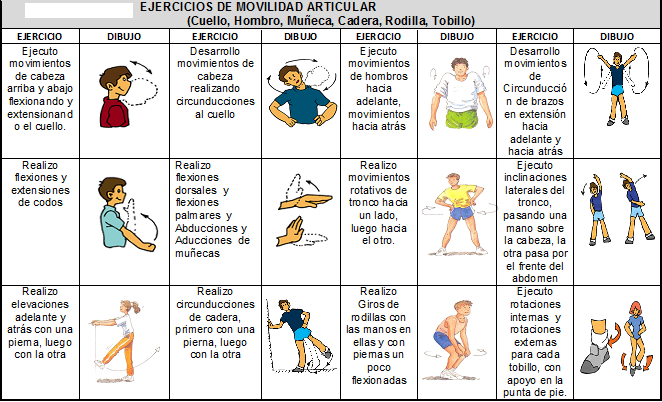 EJERCICIOS DE MOVILIDAD ARTICULAR
(Cuello, Hombro, Muñeca, Cadera, Rodilla, Tobillo)
EJERCICIO DIBUJO EJERCICIO DIBUJO EJERCICIO DIBUJO EJERCICIO DIBUJO
Ejecuto
movimientos
de cabeza
arriba y abajo
flexionando y
extensionand
o el cuello.
Desarrollo
movimientos de
cabeza
realizando
circunducciones
al cuello
Ejecuto
movimientos
de hombros
hacia
adelante,
movimientos
hacia atrás
Desarrollo
movimientos
de
Circunducció
n de brazos
en extensión
hacia
adelante y
hacia atrás
Realizo
flexiones y
extensiones
de codos
Realizo
flexiones
dorsales y
flexiones
palmares y
Abducciones y
Aducciones de
muñecas
Realizo
movimientos
rotativos de
tronco hacia
un lado,
luego hacia
el otro.
Ejecuto
inclinaciones
laterales del
tronco,
pasando una
mano sobre
la cabeza, la
otra pasa por
el frente del
abdomen
Realizo
elevaciones
adelante y
atrás con una
pierna, luego
con la otra
Realizo
circunducciones
de cadera,
primero con una
pierna, luego
con la otra
Realizo
Giros de
rodillas con
las manos en
ellas y con
piernas un
poco
flexionadas
Ejecuto
rotaciones
internas y
rotaciones
externas
para cada
tobillo, con
apoyo en la
punta de pie.